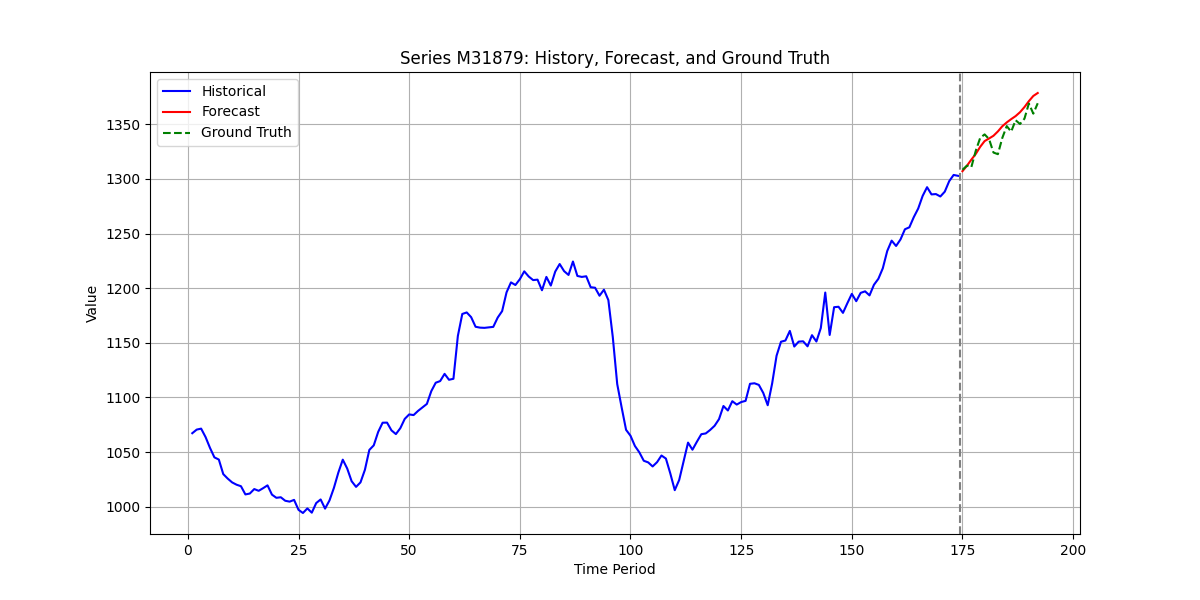 Series M31879: History, Forecast, and Ground Truth
Historical
Forecast
Ground Truth
Value
1350
1300
1250
1200
1150
1100
1050
1000
0 25 50 75 100 125 150 175 200
Time Period